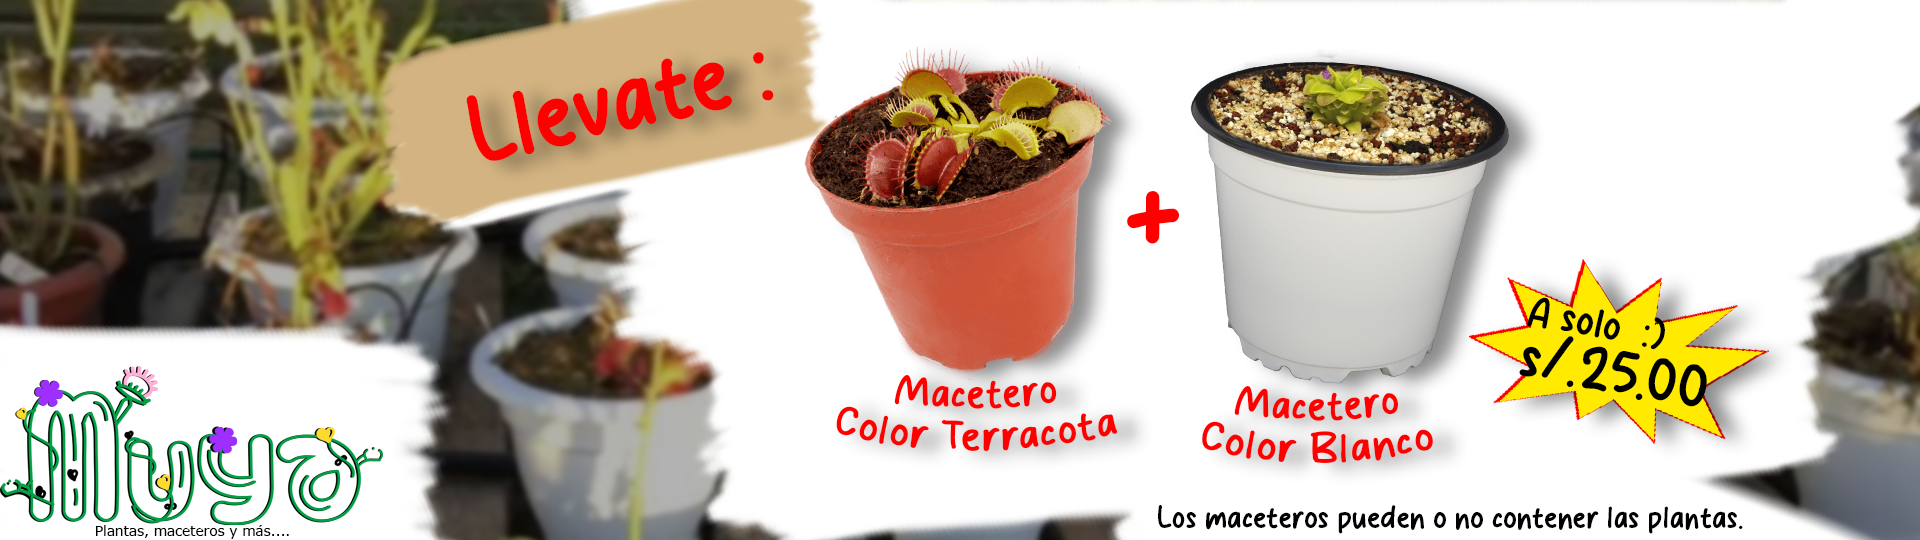 Llevate :
+
Macetero
Color Terracota
Macetero
Color Blanco
A solo :)
s/.25.00
Muya
Plantas, maceteros y más....
Los maceteros pueden o no contener las plantas.